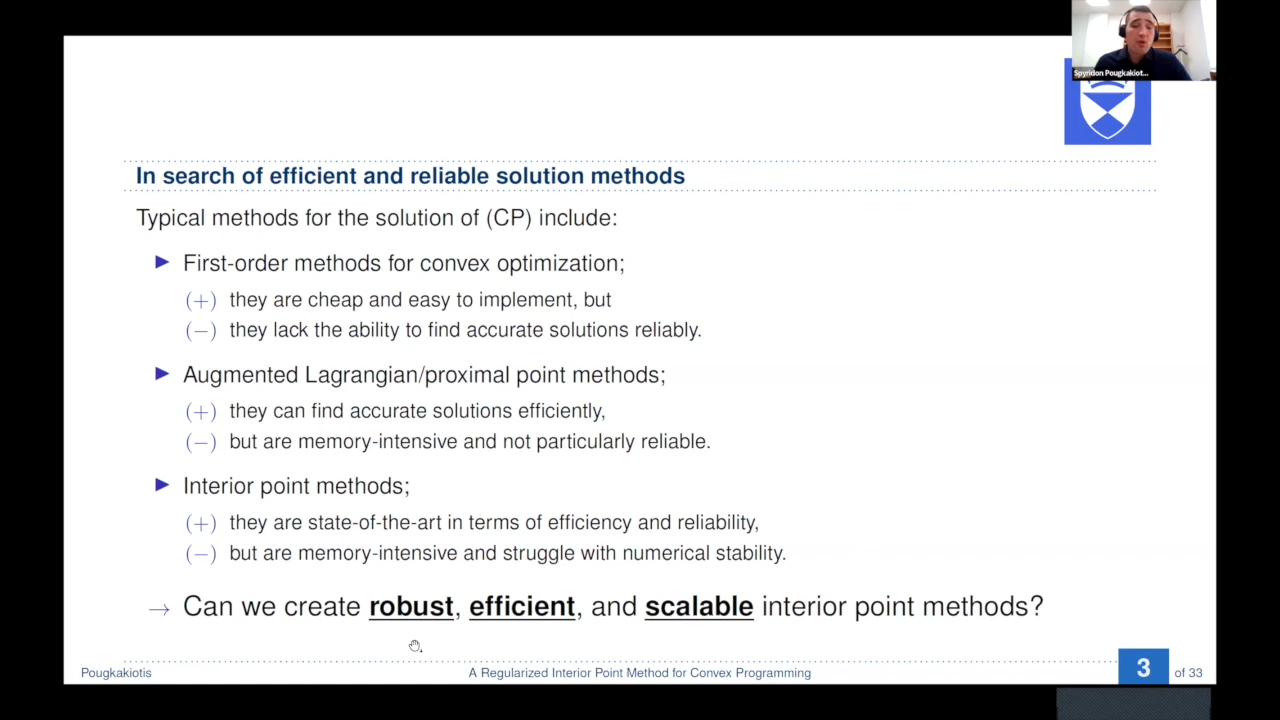 Spyridon Pougkakiot...
In search of efficient and reliable solution methods
Typical methods for the solution of (CP) include:
► First-order methods for convex optimization;
(+) they are cheap and easy to implement, but
(−) they lack the ability to find accurate solutions reliably.
► Augmented Lagrangian/proximal point methods;
(+) they can find accurate solutions efficiently,
(−) but are memory-intensive and not particularly reliable.
► Interior point methods;
(+) they are state-of-the-art in terms of efficiency and reliability,
(−) but are memory-intensive and struggle with numerical stability.
→ Can we create robust, efficient, and scalable interior point methods?
Pougkakiotis A Regularized Interior Point Method for Convex Programming 3 of 33